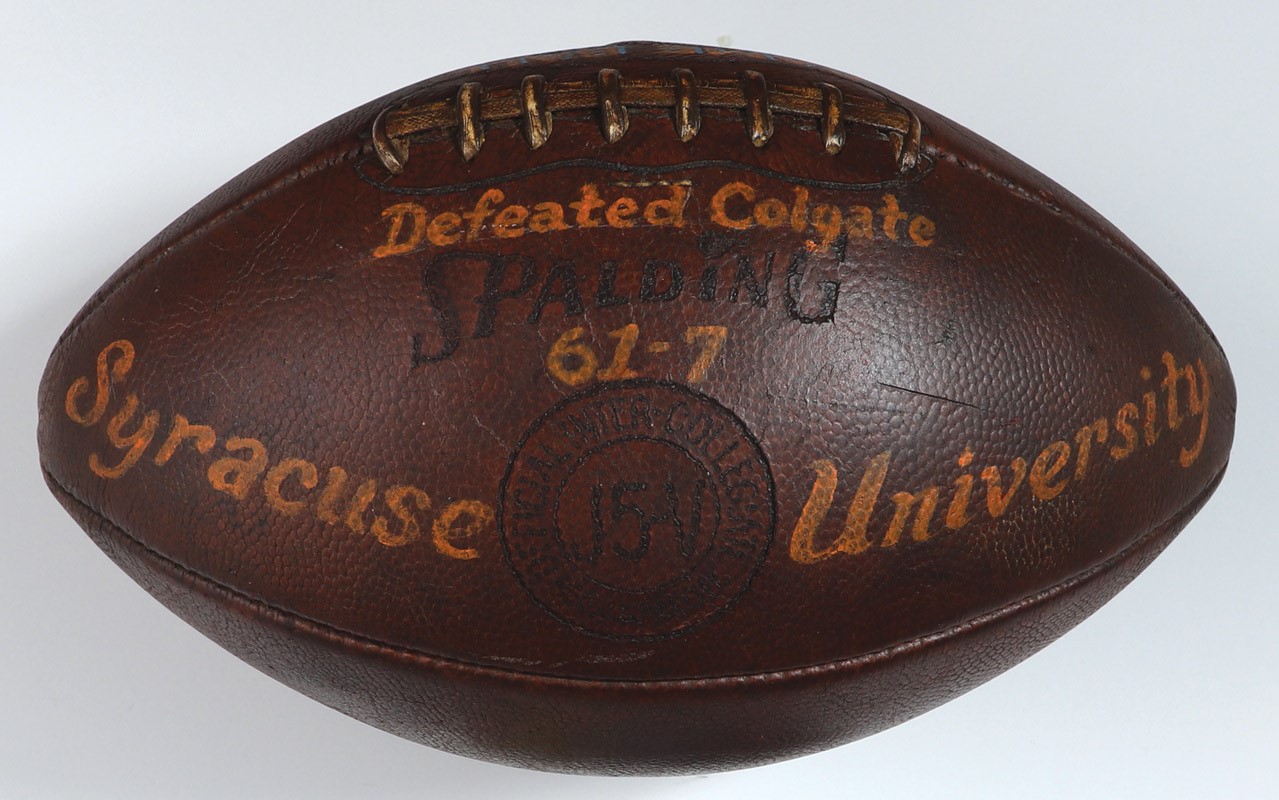 Defeated Colgate
SPALDING
61-7
Syracuse University
OFFICIAL INTER-COLLEGIATE
J5-V